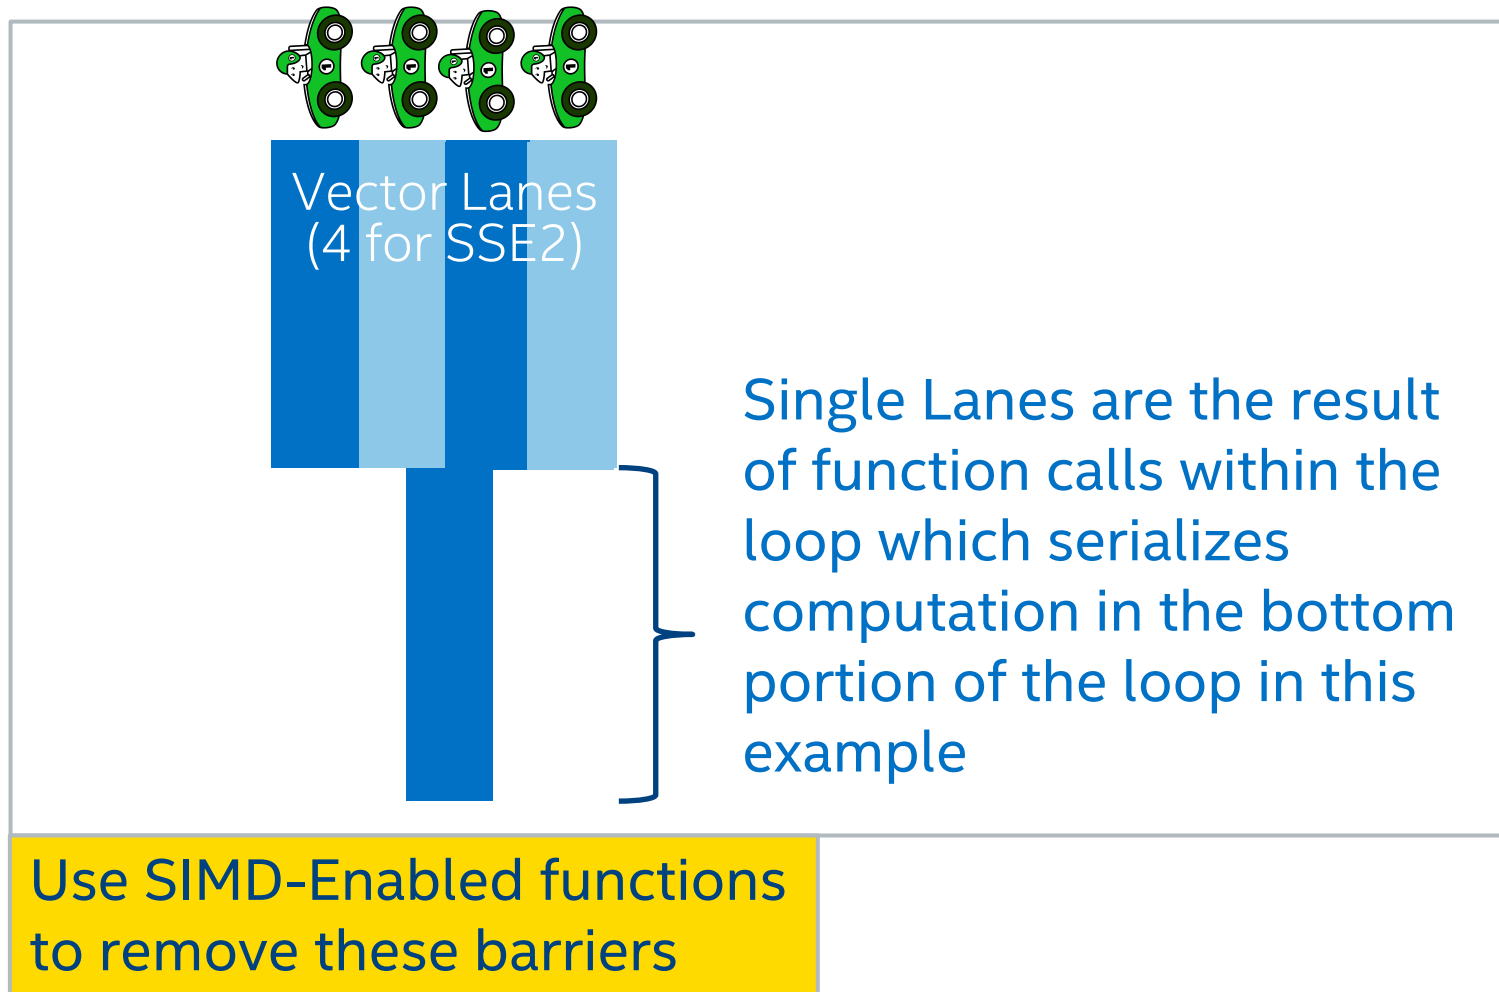 Vector Lanes
(4 for SSE2)
Single Lanes are the result
of function calls within the
loop which serializes
computation in the bottom
portion of the loop in this
example
Use SIMD-Enabled functions
to remove these barriers